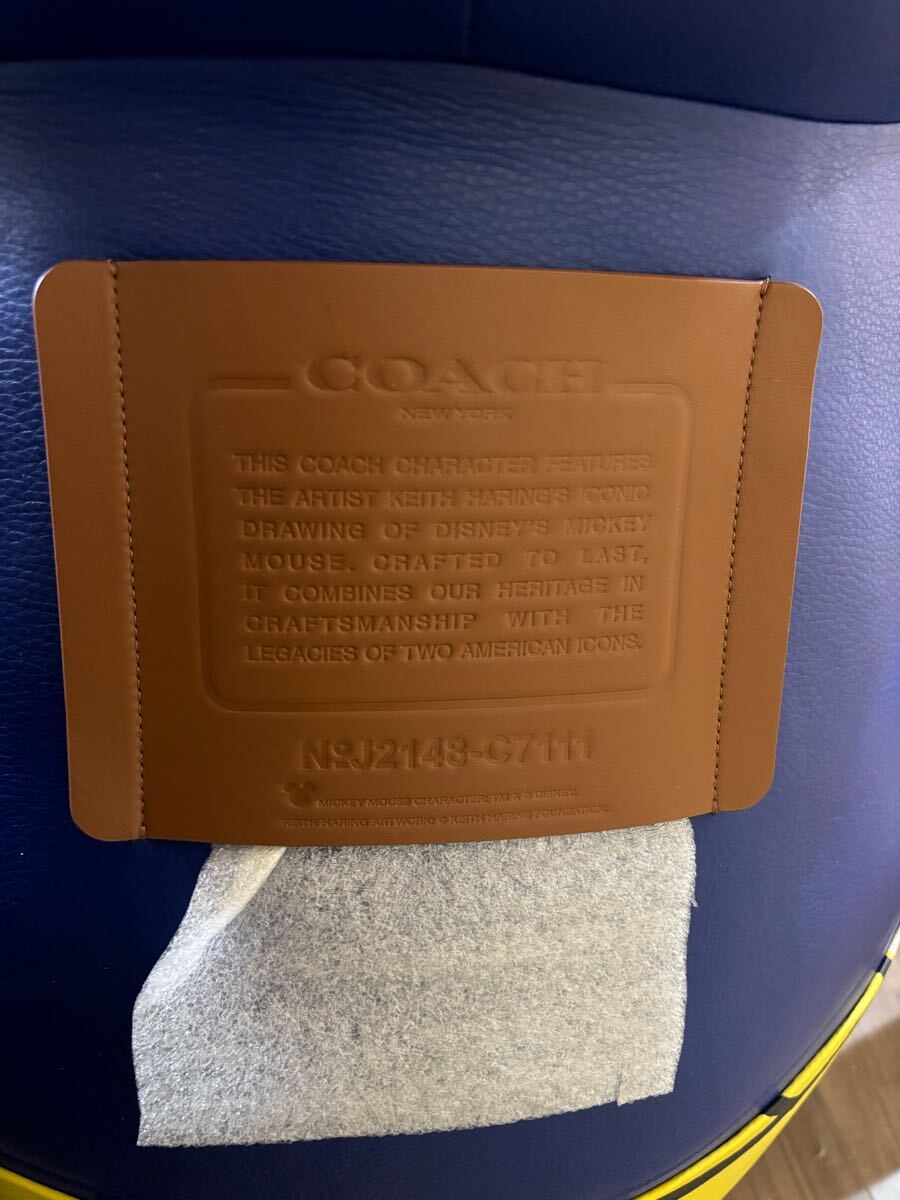 COACH
NEW YORK
THIS COACH CHARACTER FEATURES
THE ARTIST KEITH HARING'S ICONIC
DRAWING OF DISNEY'S MICKEY
MOUSE. CRAFTED TO LAST,
IT COMBINES OUR HERITAGE IN
CRAFTSMANSHIP WITH THE
LEGACIES OF TWO AMERICAN ICONS.
NºJ2148-C7111
MICKEY MOUSE CHARACTER: TM & © DISNEY.
KEITH HARING ARTWORK: © KEITH HARING FOUNDATION.